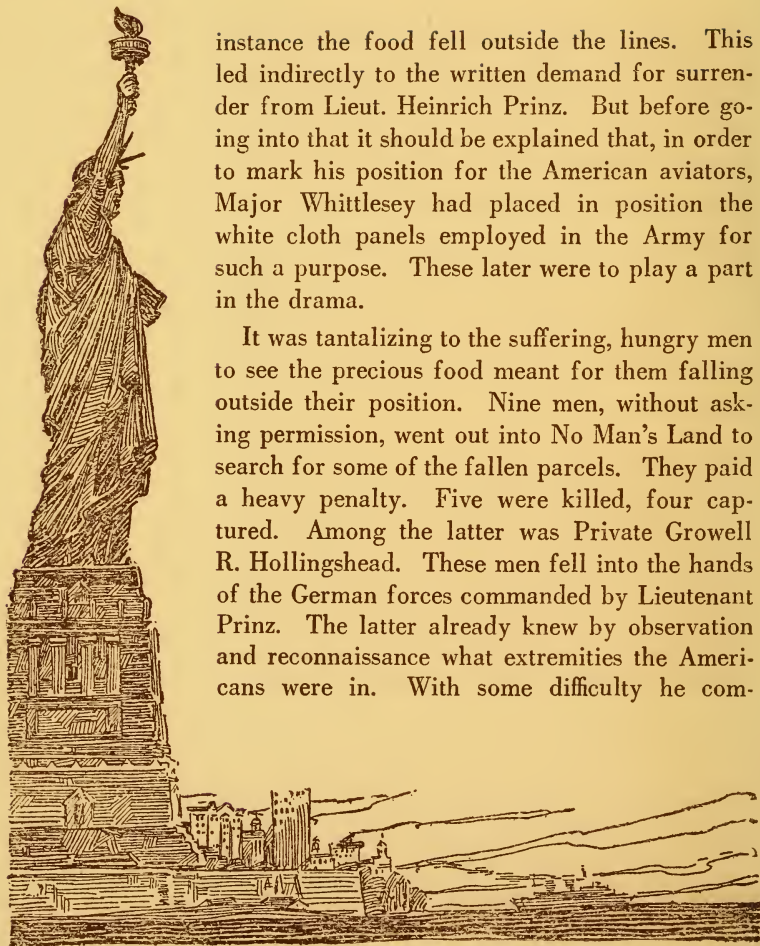 instance the food fell outside the lines. This
led indirectly to the written demand for surren-
der from Lieut. Heinrich Prinz. But before go-
ing into that it should be explained that, in order
to mark his position for the American aviators,
Major Whittlesey had placed in position the
white cloth panels employed in the Army for
such a purpose. These later were to play a part
in the drama.
It was tantalizing to the suffering, hungry men
to see the precious food meant for them falling
outside their position. Nine men, without ask-
ing permission, went out into No Man's Land to
search for some of the fallen parcels. They paid
a heavy penalty. Five were killed, four cap-
tured. Among the latter was Private Growell
R. Hollingshead. These men fell into the hands
of the German forces commanded by Lieutenant
Prinz. The latter already knew by observation
and reconnaissance what extremities the Ameri-
cans were in. With some difficulty he com-